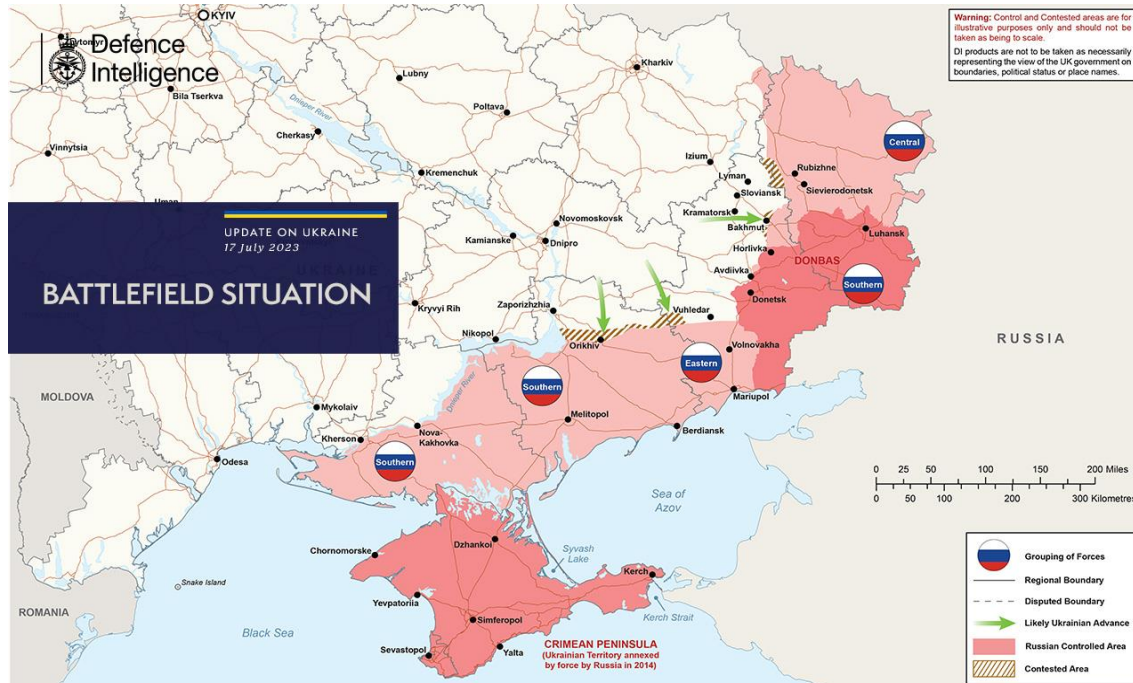 KYIV
Defence
Intelligence
Bila Tserkva
Vinnytsia
Cherkasy
Dnieper River
Lubny
Poltava
Kremenchuk
Kharkiv
Warning: Control and Contested areas are for
illustrative purposes only and should not be
taken as being to scale.
DI products are not to be taken as necessarily
representing the view of the UK government on
boundaries, political status or place names.
Central
Izium
Lyman
Rubizhne
Sievierodonetsk
Sloviansk
Kramatorsk
Bakhmut
Luhansk
Horlivka
DONBAS
Avdiivka
Southern
Donetsk
Novomoskovsk
Kamianske
Dnipro
UPDATE ON UKRAINE
17 July 2023
BATTLEFIELD SITUATION
Kryvyi Rih
Zaporizhzhia
Nikopol
Vuhledar
Orikhiv
Volnovakha
Eastern
Southern
Mariupol
RUSSIA
MOLDOVA
Dnieper River
Mykolaiv
Melitopol
Berdiansk
Kherson
Nova-
Kakhovka
Odesa
Southern
Sea of
Azov
0 25 50 100 150 200 Miles
0 50 100 200 300 Kilometres
Dzhankoi
Syvash
Lake
Chornomorske
Kerch
Snake Island
Yevpatoriia
Kerch Strait
ROMANIA
Simferopol
Black Sea
Sevastopol
Yalta
CRIMEAN PENINSULA
(Ukrainian Territory annexed
by force by Russia in 2014)
Grouping of Forces
Regional Boundary
Disputed Boundary
Likely Ukrainian Advance
Russian Controlled Area
Contested Area